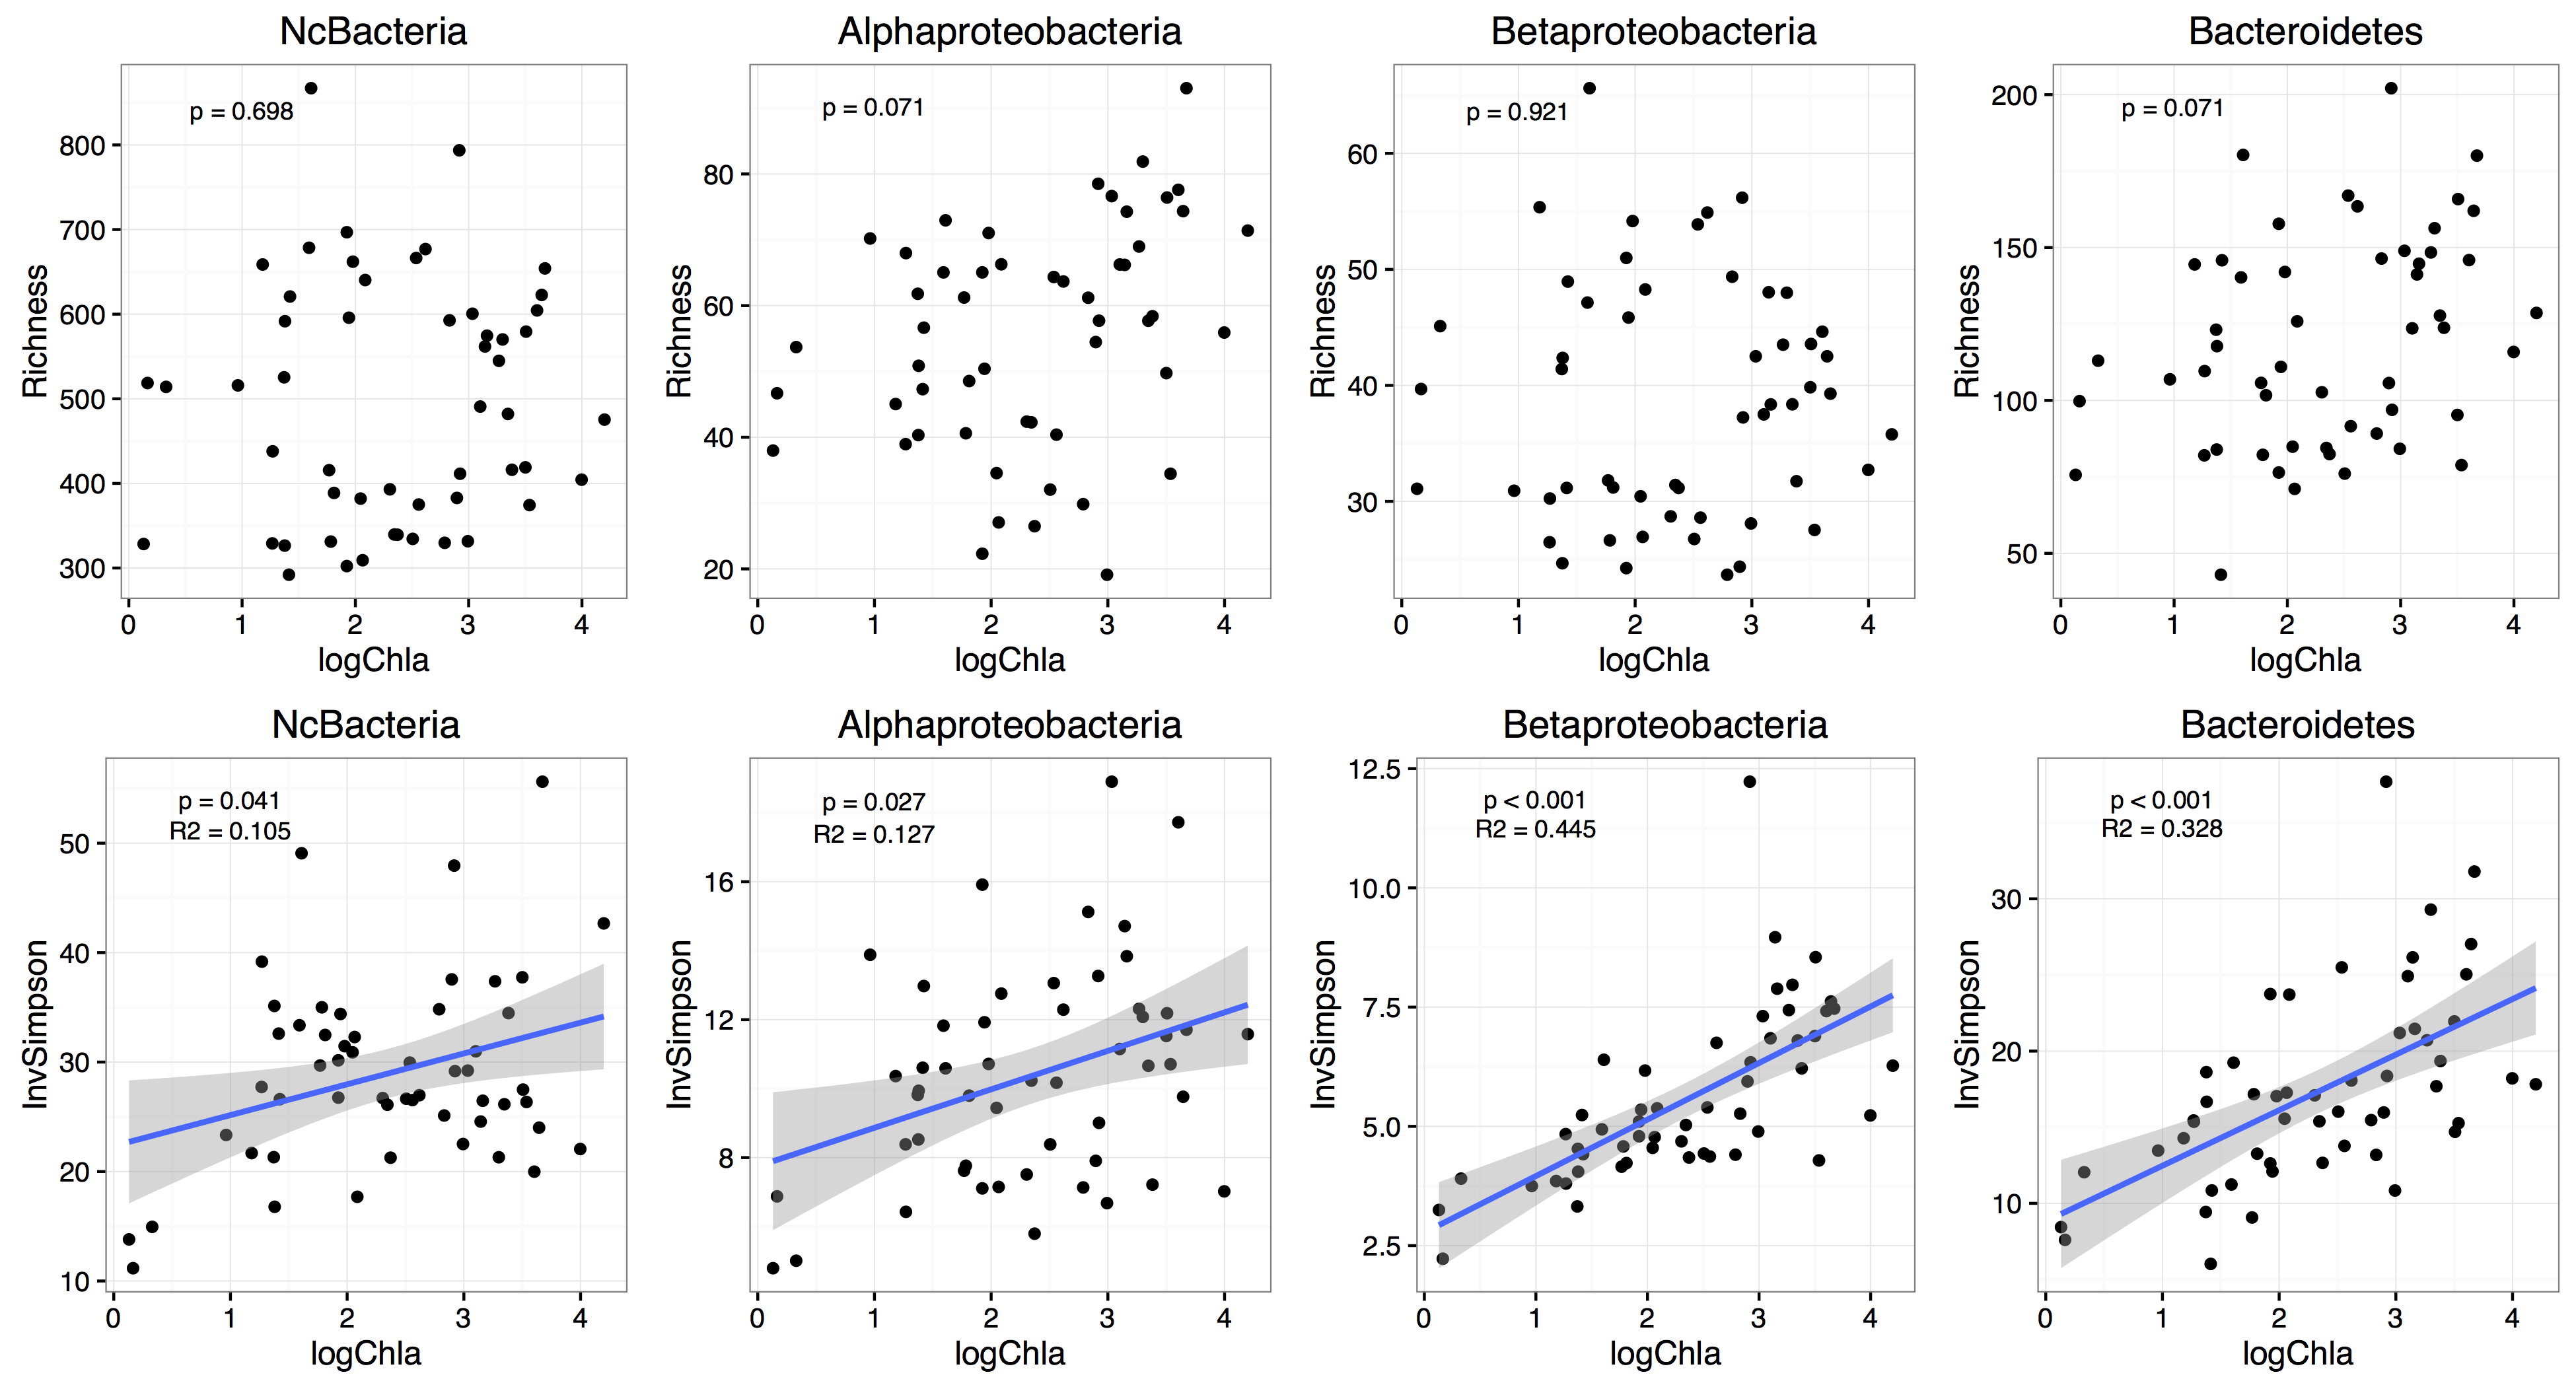 NcBacteria
p = 0.698
Richness
800
700
600
500
400
300
0 1 2 3 4
logChla
Alphaproteobacteria
p = 0.071
Richness
80
60
40
20
0 1 2 3 4
logChla
Betaproteobacteria
p = 0.921
Richness
60
50
40
30
0 1 2 3 4
logChla
Bacteroidetes
p = 0.071
Richness
200
150
100
50
0 1 2 3 4
logChla
NcBacteria
p = 0.041
R2 = 0.105
InvSimpson
50
40
30
20
10
0 1 2 3 4
logChla
Alphaproteobacteria
p = 0.027
R2 = 0.127
InvSimpson
16
12
8
0 1 2 3 4
logChla
Betaproteobacteria
p < 0.001
R2 = 0.445
InvSimpson
12.5
10.0
7.5
5.0
2.5
0 1 2 3 4
logChla
Bacteroidetes
p < 0.001
R2 = 0.328
InvSimpson
30
20
10
0 1 2 3 4
logChla